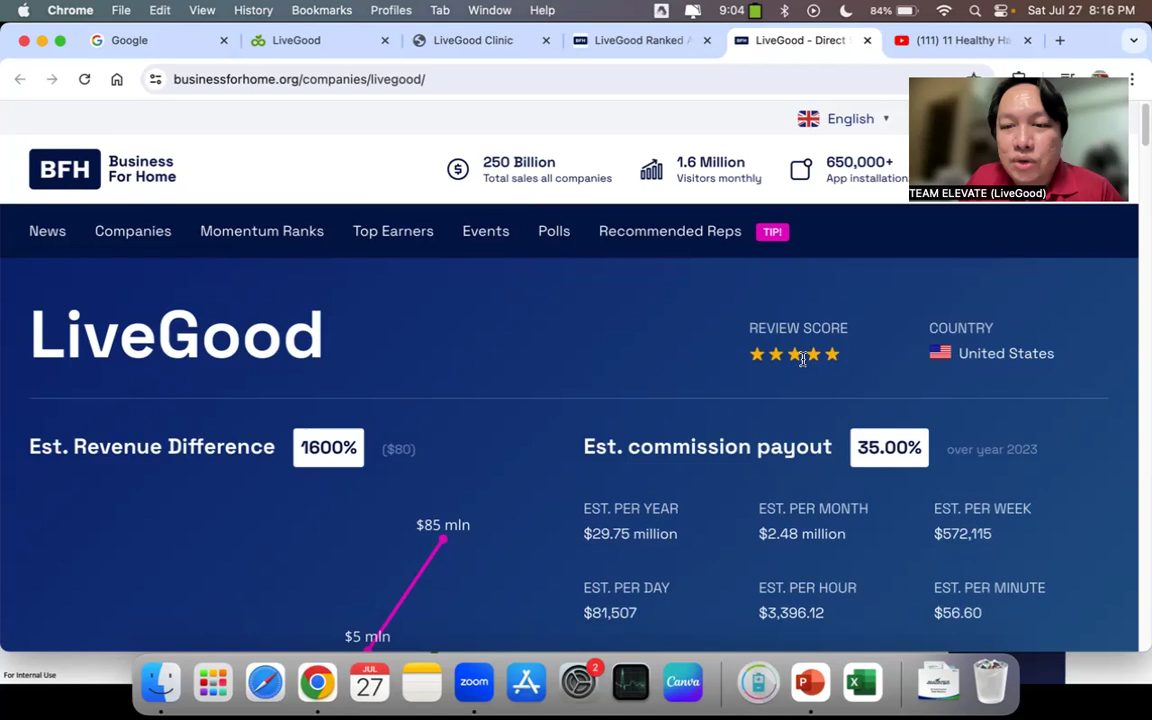 Chrome File Edit View History Bookmarks Profiles Tab Window Help 9:04 84% Sat Jul 27 8:16 PM
Google LiveGood LiveGood Clinic LiveGood Ranked LiveGood - Direct (111) 11 Healthy Ha
businessforhome.org/companies/livegood/
English
BFH Business For Home
250 Billion
Total sales all companies
1.6 Million
Visitors monthly
650,000+
App installation
TEAM ELEVATE (LiveGood)
News Companies Momentum Ranks Top Earners Events Polls Recommended Reps TIP!
LiveGood
REVIEW SCORE
COUNTRY
United States
Est. Revenue Difference 1600% ($80)
$85 mln
$5 mln
Est. commission payout 35.00% over year 2023
EST. PER YEAR EST. PER MONTH EST. PER WEEK
$29.75 million $2.48 million $572,115
EST. PER DAY EST. PER HOUR EST. PER MINUTE
$81,507 $3,396.12 $56.60
For Internal Use
JUL
27
zoom
2
Canva